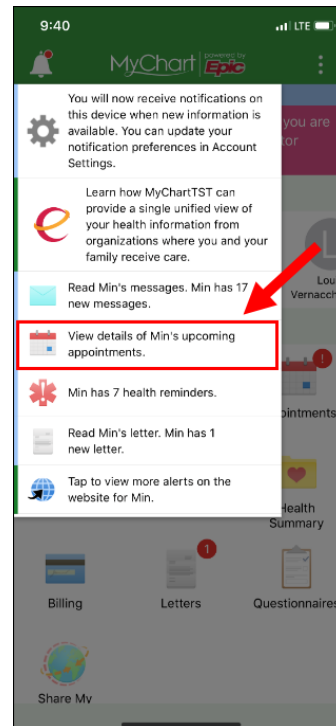 9:40
LTE
MyChart powered by Epic
You will now receive notifications on
this device when new information is
available. You can update your
notification preferences in Account
Settings.
you are
tor
Learn how MyChartTST can
provide a single unified view of
your health information from
organizations where you and your
family receive care.
L
Lou
Vernacch
Read Min's messages. Min has 17
new messages.
View details of Min's upcoming
appointments.
!
ointments
Min has 7 health reminders.
Read Min's letter. Min has 1
new letter.
Tap to view more alerts on the
website for Min.
Health
Summary
1
Billing
Letters
Questionnaires
Share My